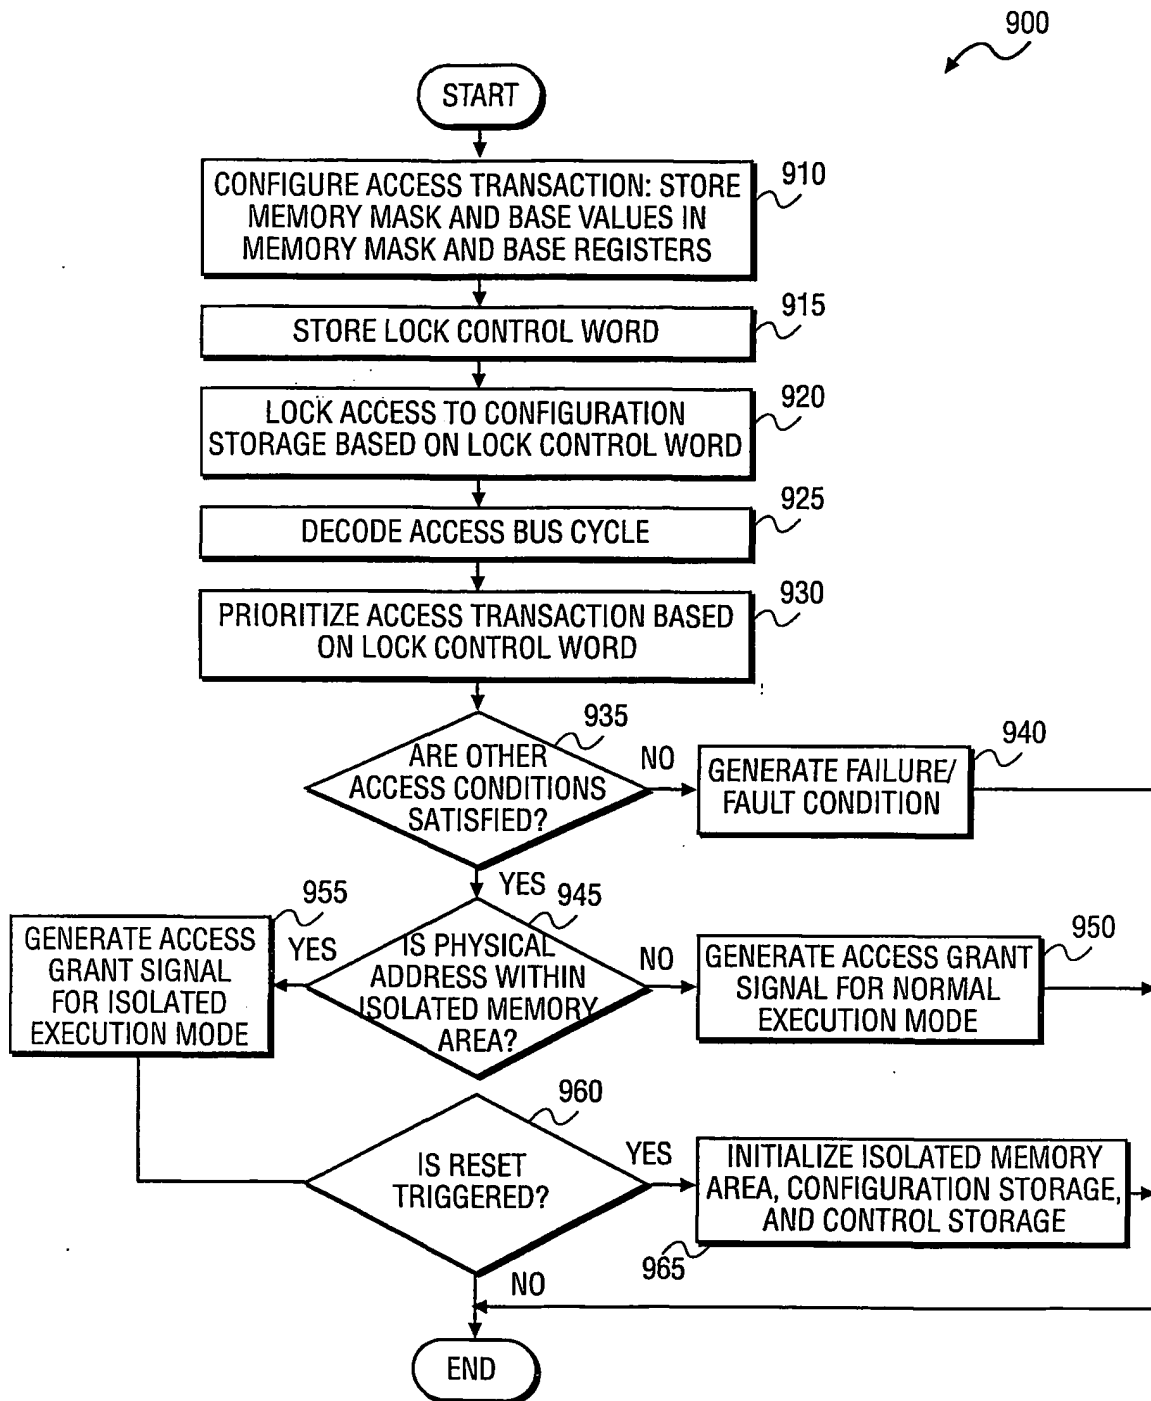 900
START
CONFIGURE ACCESS TRANSACTION: STORE
MEMORY MASK AND BASE VALUES IN
MEMORY MASK AND BASE REGISTERS
910
STORE LOCK CONTROL WORD
915
LOCK ACCESS TO CONFIGURATION
STORAGE BASED ON LOCK CONTROL WORD
920
DECODE ACCESS BUS CYCLE
925
PRIORITIZE ACCESS TRANSACTION BASED
ON LOCK CONTROL WORD
930
ARE OTHER
ACCESS CONDITIONS
SATISFIED?
935
NO
GENERATE FAILURE/
FAULT CONDITION
940
YES
IS PHYSICAL
ADDRESS WITHIN
ISOLATED MEMORY
AREA?
945
YES
GENERATE ACCESS
GRANT SIGNAL
FOR ISOLATED
EXECUTION MODE
955
NO
GENERATE ACCESS GRANT
SIGNAL FOR NORMAL
EXECUTION MODE
950
IS RESET
TRIGGERED?
960
YES
INITIALIZE ISOLATED MEMORY
AREA, CONFIGURATION STORAGE,
AND CONTROL STORAGE
965
NO
END